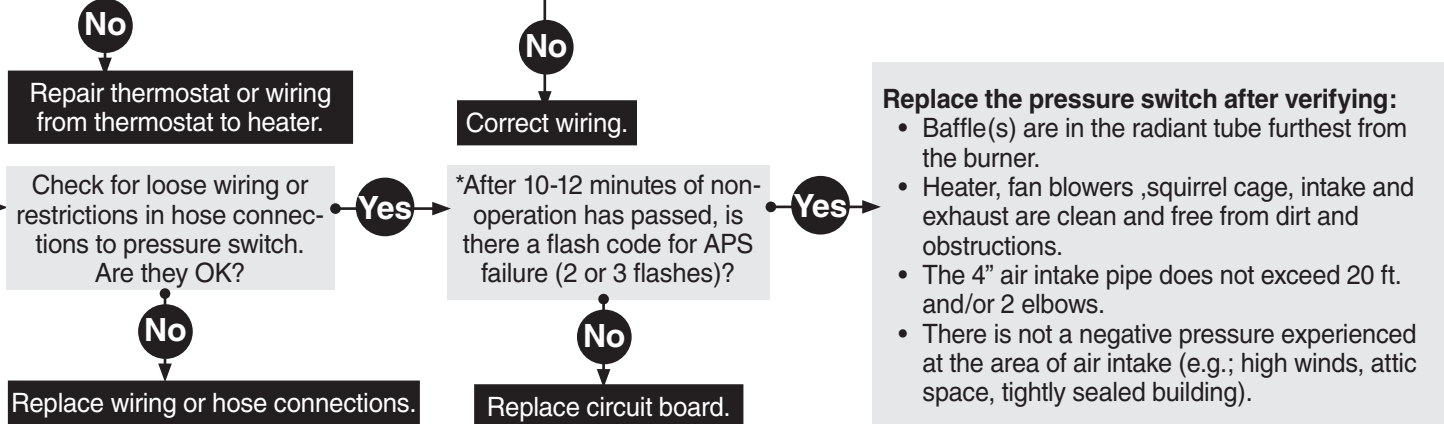 No
Repair thermostat or wiring
from thermostat to heater.
No
Correct wiring.
Check for loose wiring or
restrictions in hose connec-
tions to pressure switch.
Are they OK?
Yes
*After 10-12 minutes of non-
operation has passed, is
there a flash code for APS
failure (2 or 3 flashes)?
Yes
Replace the pressure switch after verifying:
• Baffle(s) are in the radiant tube furthest from
the burner.
• Heater, fan blowers ,squirrel cage, intake and
exhaust are clean and free from dirt and
obstructions.
• The 4” air intake pipe does not exceed 20 ft.
and/or 2 elbows.
• There is not a negative pressure experienced
at the area of air intake (e.g.; high winds, attic
space, tightly sealed building).
No
Replace wiring or hose connections.
No
Replace circuit board.